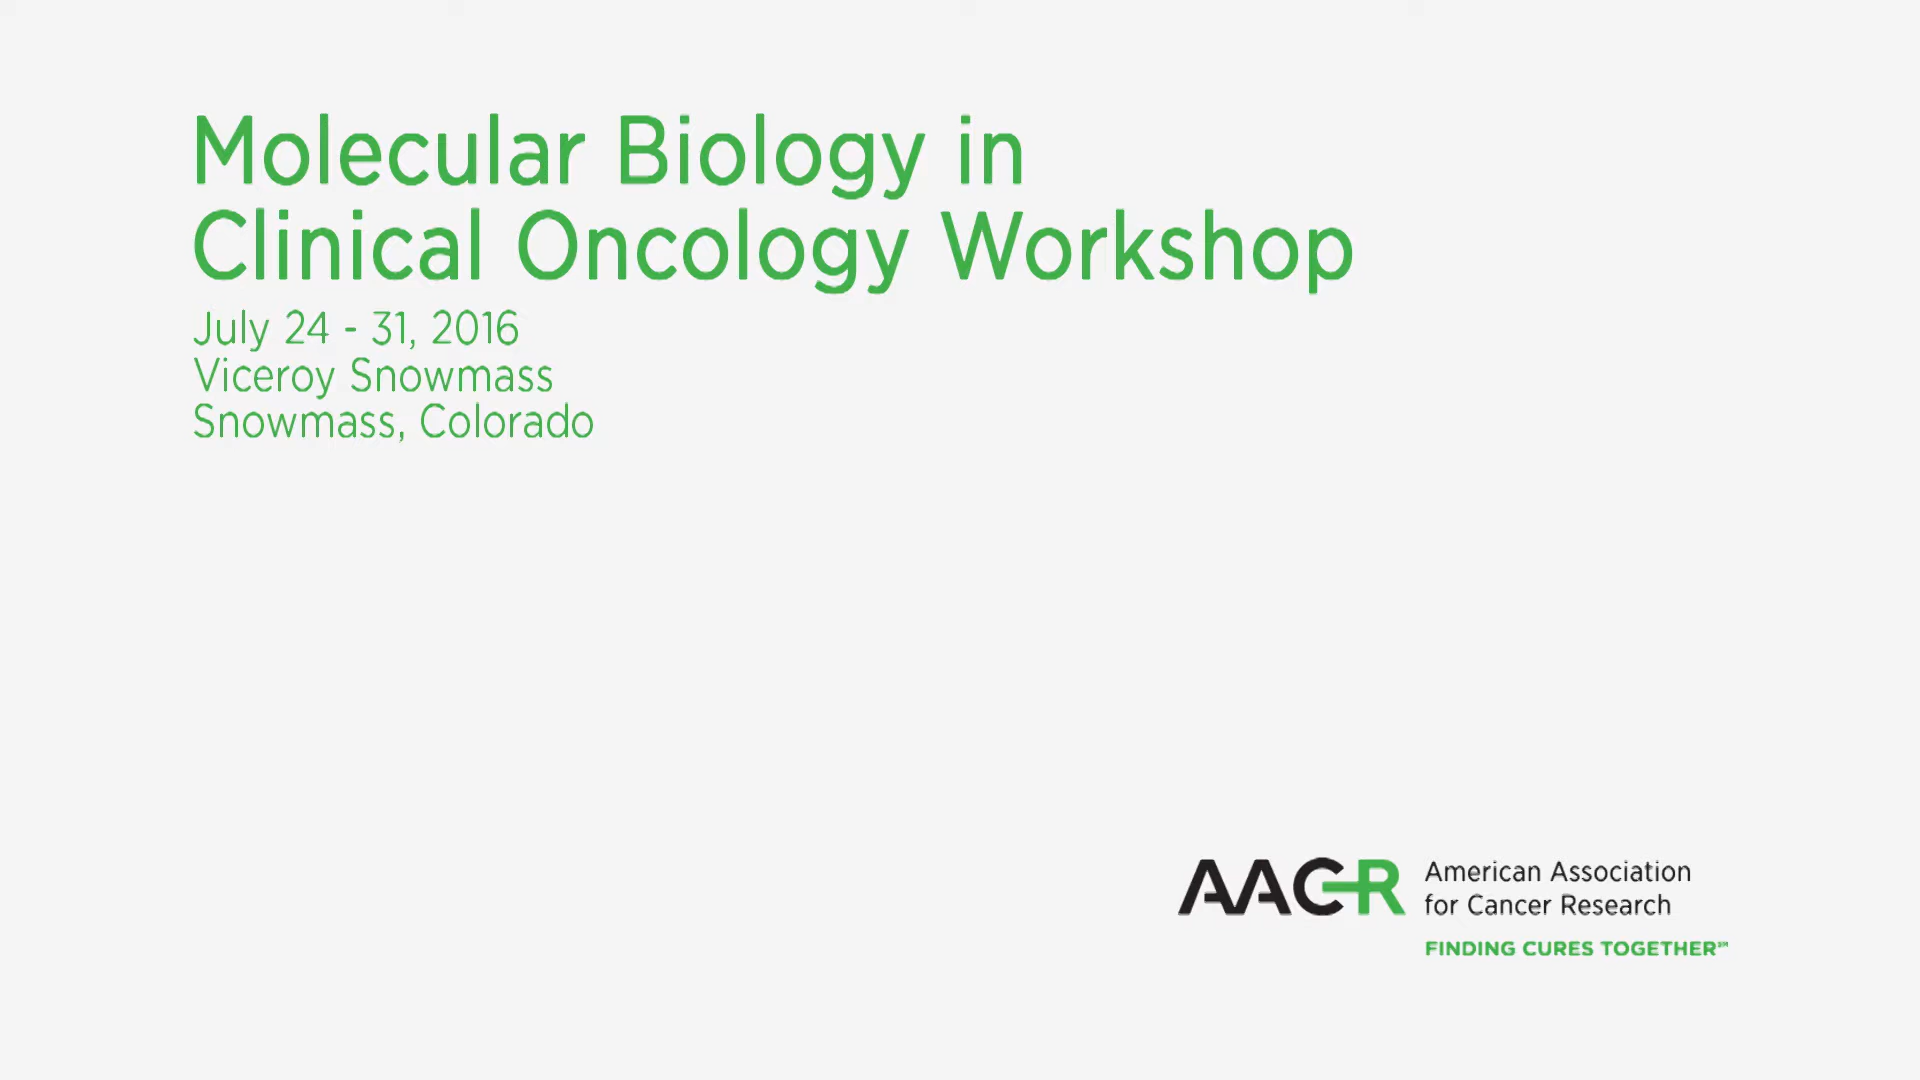 Molecular Biology in
Clinical Oncology Workshop
July 24 - 31, 2016
Viceroy Snowmass
Snowmass, Colorado
AACR
American Association
for Cancer Research
FINDING CURES TOGETHER℠